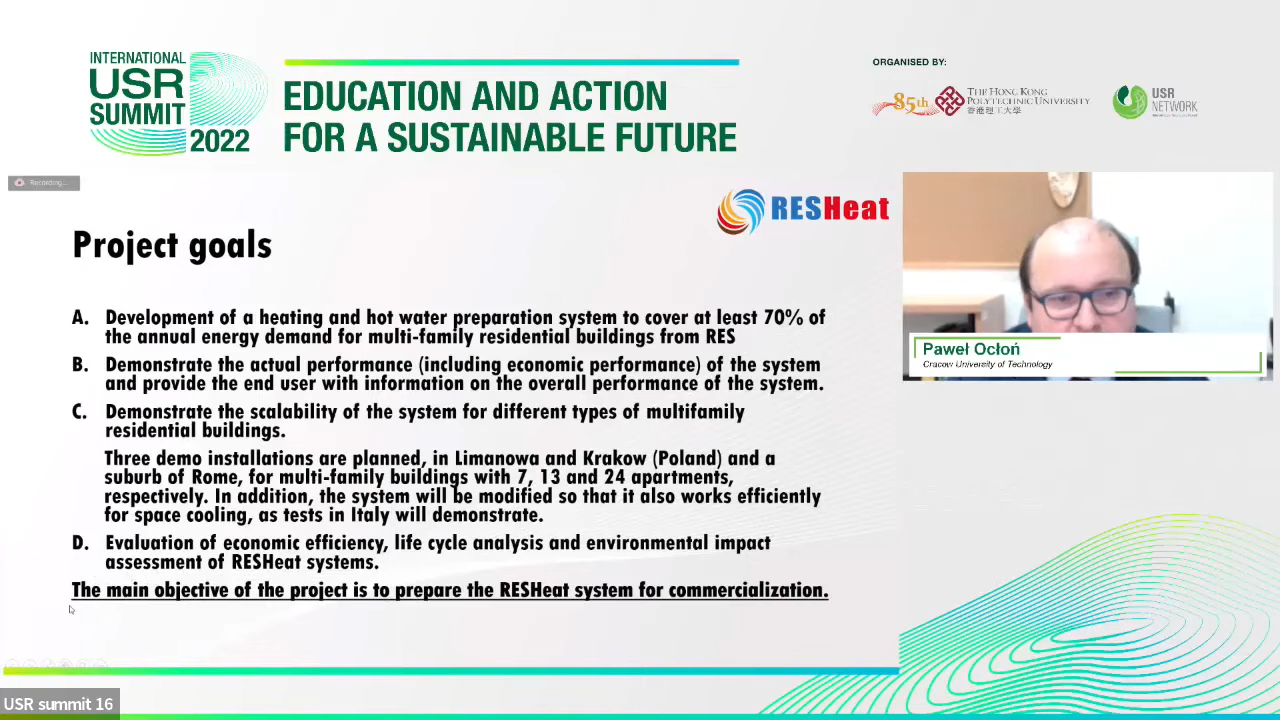 INTERNATIONAL
USR
SUMMIT
2022
EDUCATION AND ACTION
FOR A SUSTAINABLE FUTURE
ORGANISED BY:
85th
THE HONG KONG
POLYTECHNIC UNIVERSITY
香港理工大學
USR
NETWORK
Recording...
RESHeat
Project goals
A. Development of a heating and hot water preparation system to cover at least 70% of
the annual energy demand for multi-family residential buildings from RES
B. Demonstrate the actual performance (including economic performance) of the system
and provide the end user with information on the overall performance of the system.
C. Demonstrate the scalability of the system for different types of multifamily
residential buildings.
Three demo installations are planned, in Limanowa and Krakow (Poland) and a
suburb of Rome, for multi-family buildings with 7, 13 and 24 apartments,
respectively. In addition, the system will be modified so that it also works efficiently
for space cooling, as tests in Italy will demonstrate.
D. Evaluation of economic efficiency, life cycle analysis and environmental impact
assessment of RESHeat systems.
The main objective of the project is to prepare the RESHeat system for commercialization.
Paweł Ocłoń
Cracow University of Technology
USR summit 16